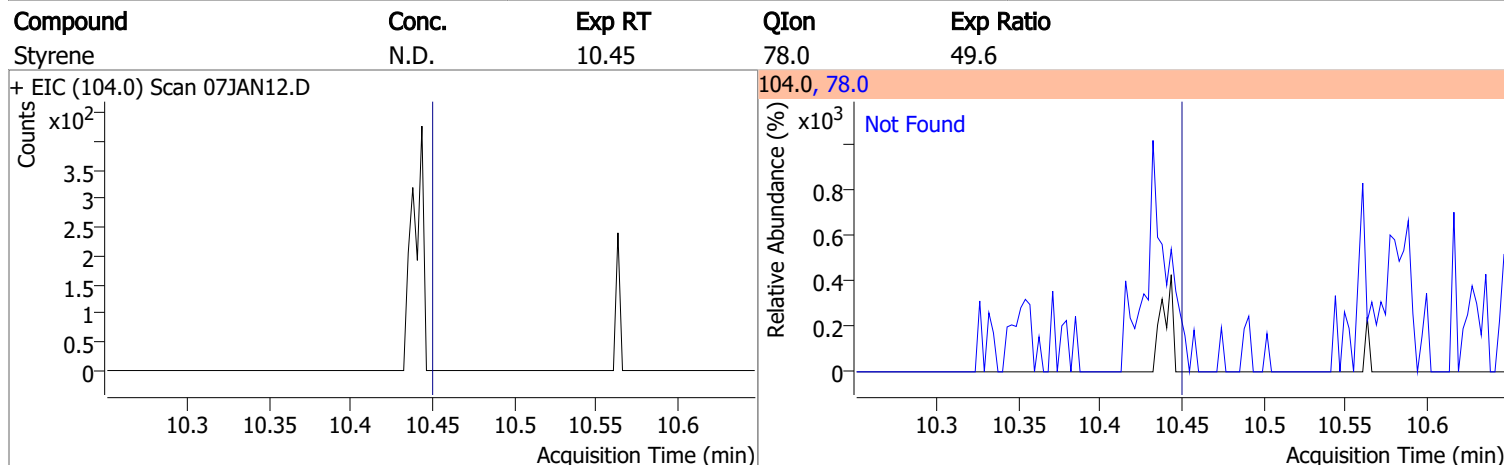 Compound Conc. Exp RT QIon Exp Ratio
Styrene N.D. 10.45 78.0 49.6
+ EIC (104.0) Scan 07JAN12.D
Counts
x10²
3.5
3
2.5
2
1.5
1
0.5
0
10.3 10.35 10.4 10.45 10.5 10.55 10.6
Acquisition Time (min)
104.0, 78.0
Relative Abundance (%)
x10³
Not Found
0.8
0.6
0.4
0.2
0
10.3 10.35 10.4 10.45 10.5 10.55 10.6
Acquisition Time (min)